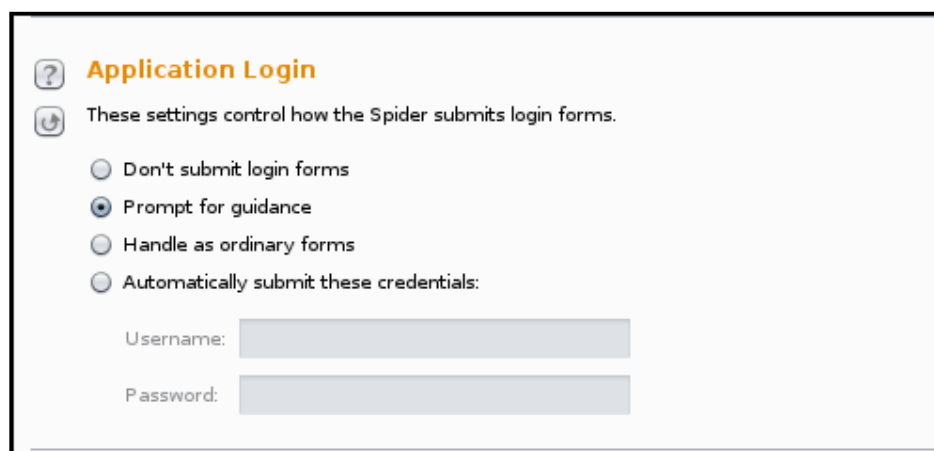 Application Login
These settings control how the Spider submits login forms.
Don't submit login forms
Prompt for guidance
Handle as ordinary forms
Automatically submit these credentials:
Username:
Password: